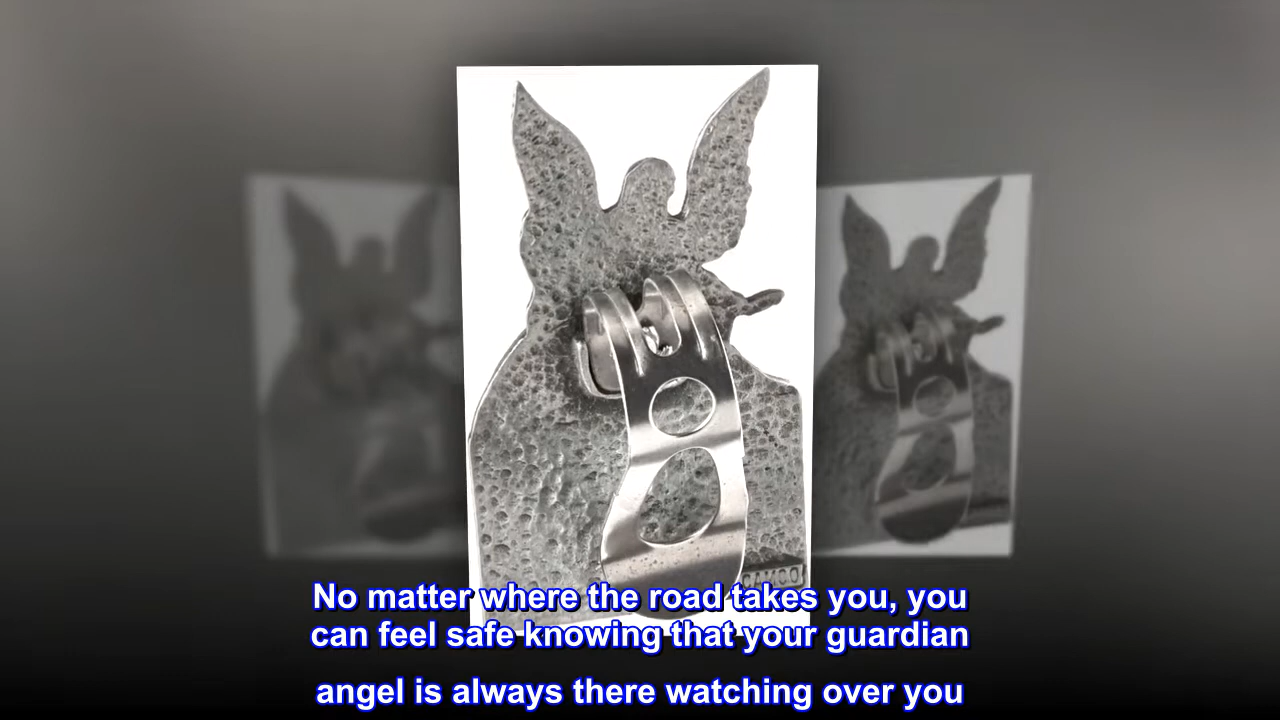 CAMCO
No matter where the road takes you, you
can feel safe knowing that your guardian
angel is always there watching over you